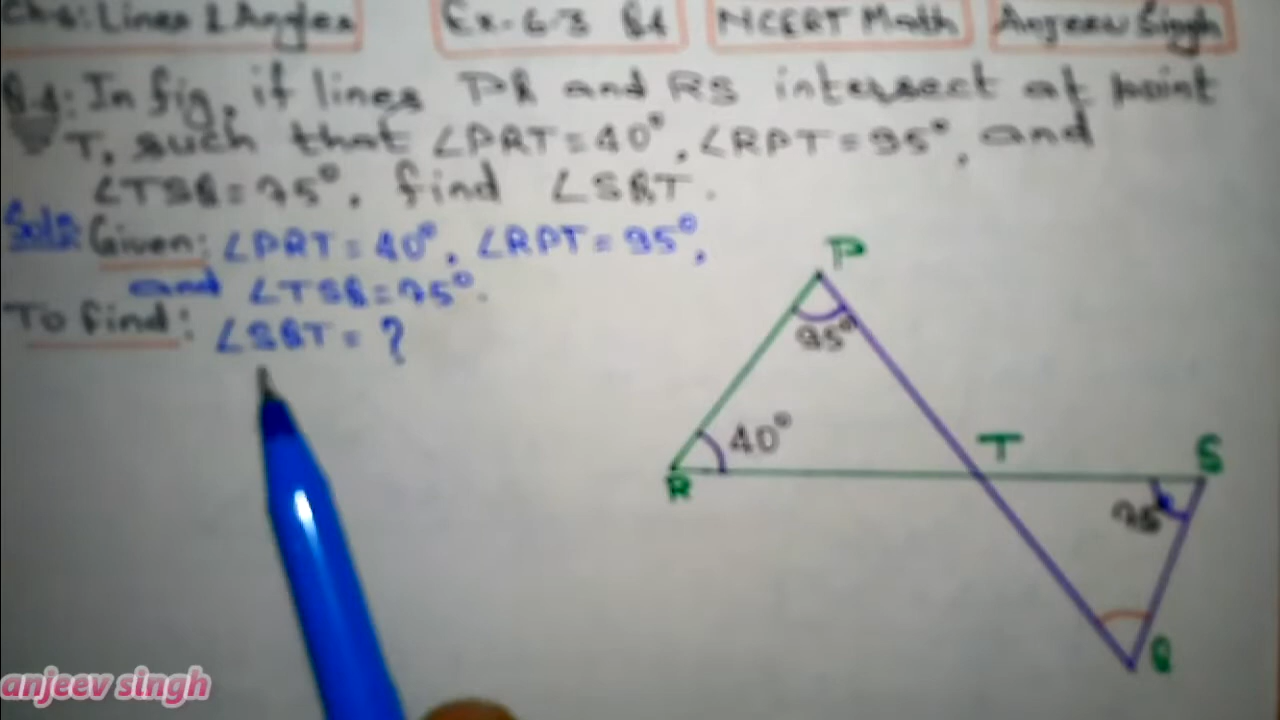 Ch-6: Lines & Angles
Ex-6.3 Q4
NCERT Math
Anjeev Singh
Q.4: In fig, if lines PQ and RS intersect at point
T, such that ∠PRT = 40°, ∠RPT = 95°, and
∠TSQ = 75°, find ∠SQT.
Soln: Given: ∠PRT = 40°, ∠RPT = 95°,
and ∠TSQ = 75°.
To find: ∠SQT = ?
P
95°
40°
T
S
R
75°
Q
anjeev singh